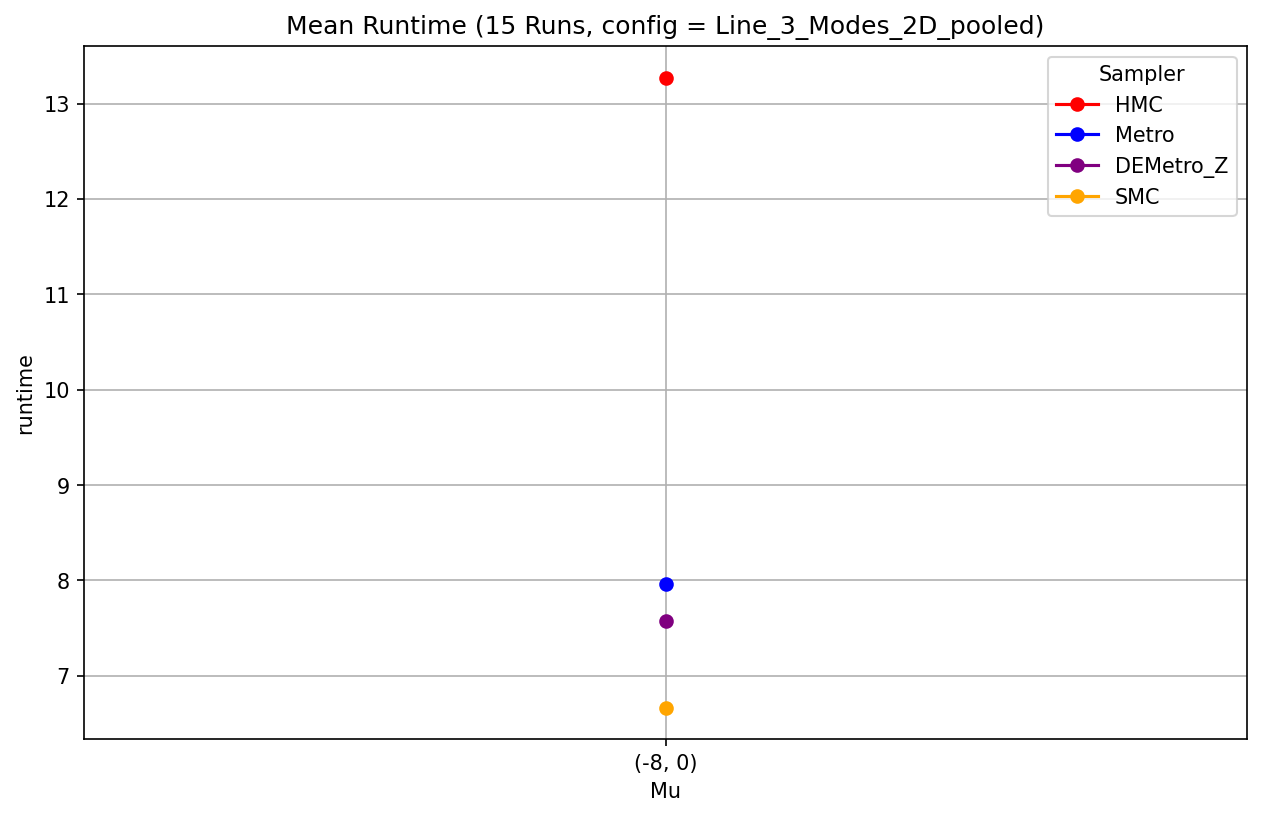 Mean Runtime (15 Runs, config = Line_3_Modes_2D_pooled)
Sampler
HMC
Metro
DEMetro_Z
SMC
13
12
11
10
9
8
7
runtime
(-8, 0)
Mu